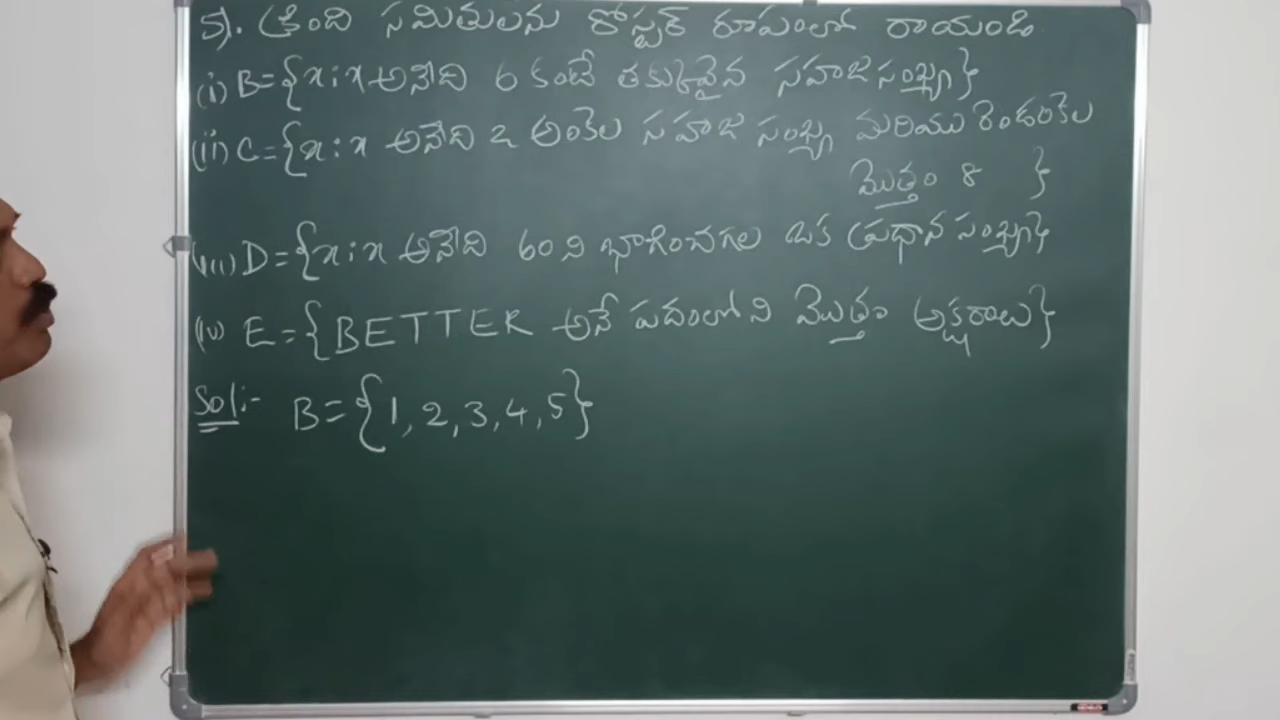 5). క్రింది సమితులను రోస్టర్ రూపంలో రాయండి
(i) B={x:x అనేది 6 కంటే తక్కువైన సహజసంఖ్య}
(ii) C={x:x అనేది 2 అంకెల సహజ సంఖ్య మరియు రెండంకెల
మొత్తం 8 }
(iii) D={x:x అనేది 60ని భాగించగల ఒక ప్రధాన సంఖ్య}
(iv) E={BETTER అనే పదంలోని మొత్తం అక్షరాలు}
Sol:- B={1,2,3,4,5}